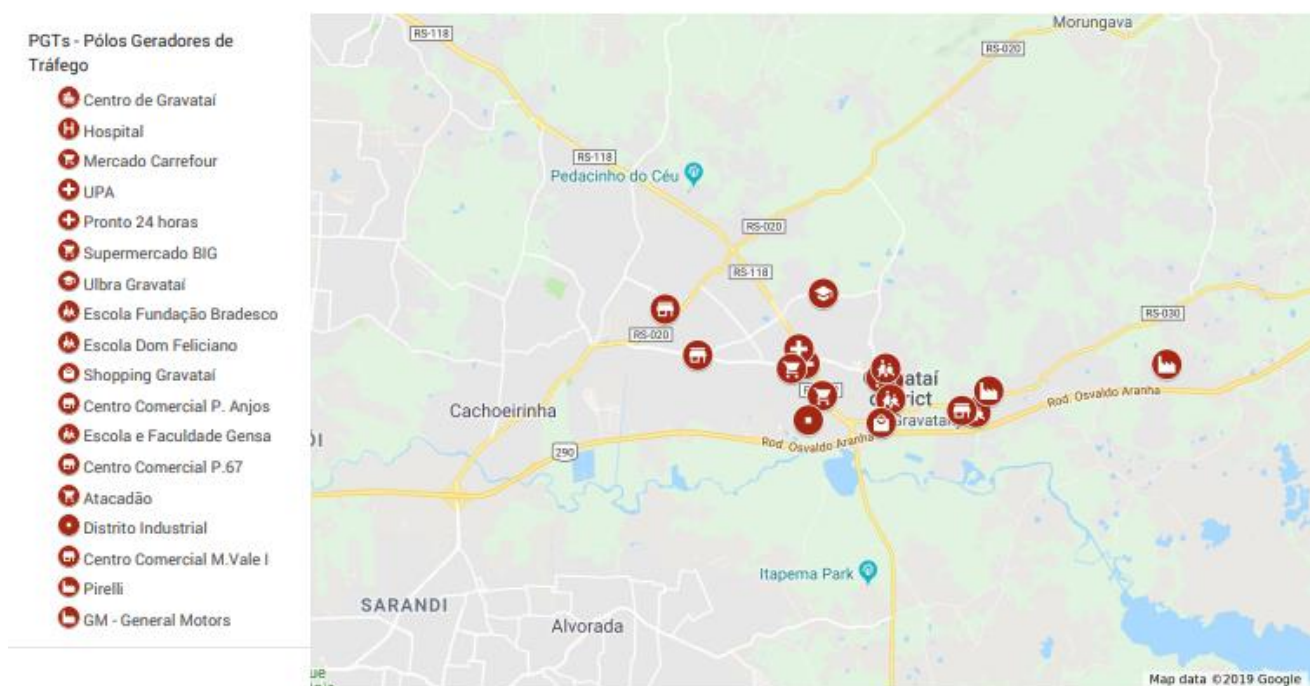 PGTs - Pólos Geradores de
Tráfego
Centro de Gravataí
Hospital
Mercado Carrefour
UPA
Pronto 24 horas
Supermercado BIG
Ulbra Gravataí
Escola Fundação Bradesco
Escola Dom Feliciano
Shopping Gravataí
Centro Comercial P. Anjos
Escola e Faculdade Gensa
Centro Comercial P.67
Atacadão
Distrito Industrial
Centro Comercial M.Vale I
Pirelli
GM - General Motors
RS-118
Morungava
RS-020
RS-118
Pedacinho do Céu
RS-020
RS-118
RS-030
RS-020
Cachoeirinha
Rod. Osvaldo Aranha
Rod. Osvaldo Aranha
290
Itapema Park
SARANDI
Alvorada
Map data ©2019 Google